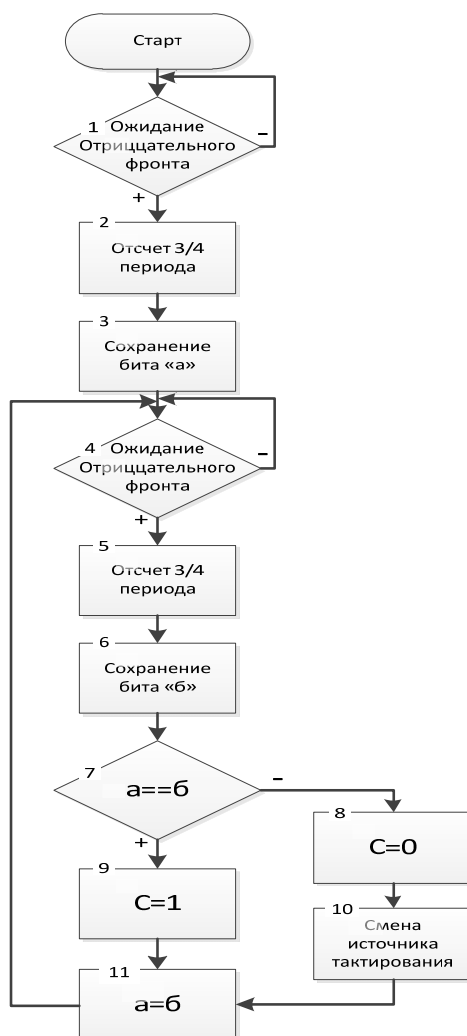 Старт
1 Ожидание
Отриццательного
фронта
–
+
2
Отсчет 3/4
периода
3
Сохранение
бита «а»
4 Ожидание
Отриццательного
фронта
–
+
5
Отсчет 3/4
периода
6
Сохранение
бита «б»
7
а==б
–
+
8
С=0
9
С=1
10
Смена
источника
тактирования
11
а=б